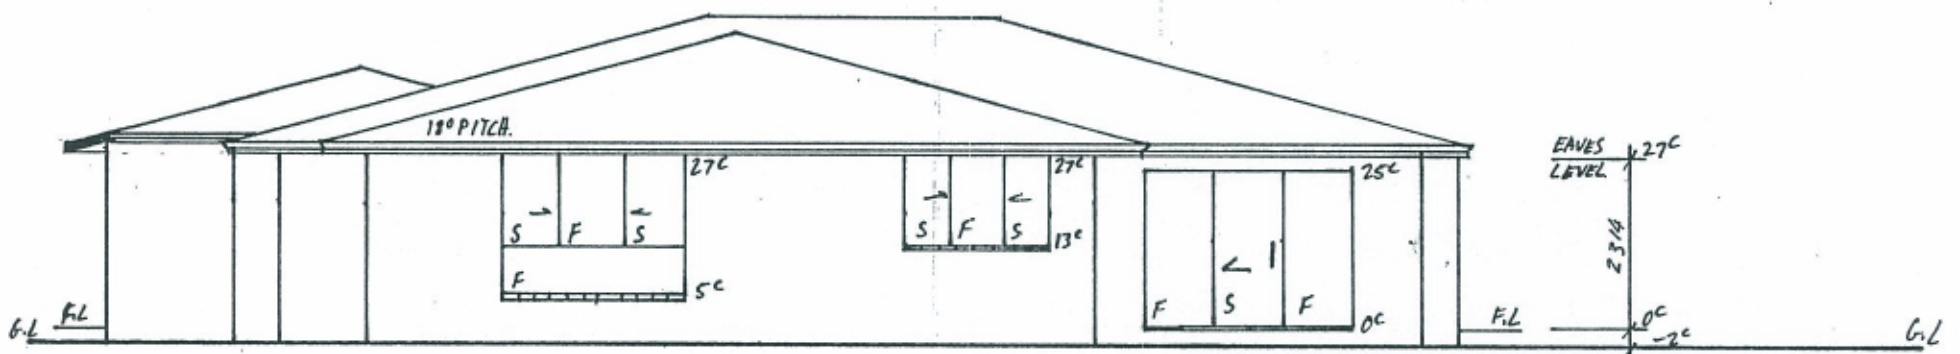 18° PITCH.
27c
27c
25c
EAVES
LEVEL
27c
S F S
S F S
13c
2314
F
5c
F S F
0c
F.L
F.L
0c
G.L
-2c
G.L